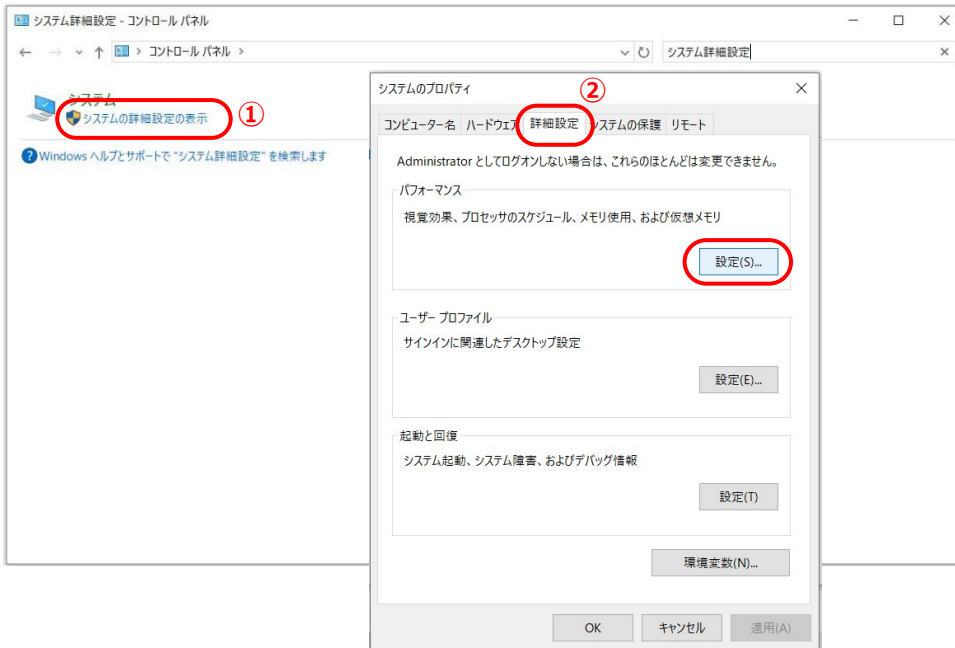 システム詳細設定 - コントロール パネル
コントロール パネル
システム詳細設定
システム
システムの詳細設定の表示
①
Windows ヘルプとサポートで "システム詳細設定" を検索します
システムのプロパティ
②
コンピューター名 ハードウェア 詳細設定 システムの保護 リモート
Administrator としてログオンしない場合は、これらのほとんどは変更できません。
パフォーマンス
視覚効果、プロセッサのスケジュール、メモリ使用、および仮想メモリ
設定(S)...
ユーザー プロファイル
サインインに関連したデスクトップ設定
設定(E)...
起動と回復
システム起動、システム障害、およびデバッグ情報
設定(T)
環境変数(N)...
OK キャンセル 適用(A)